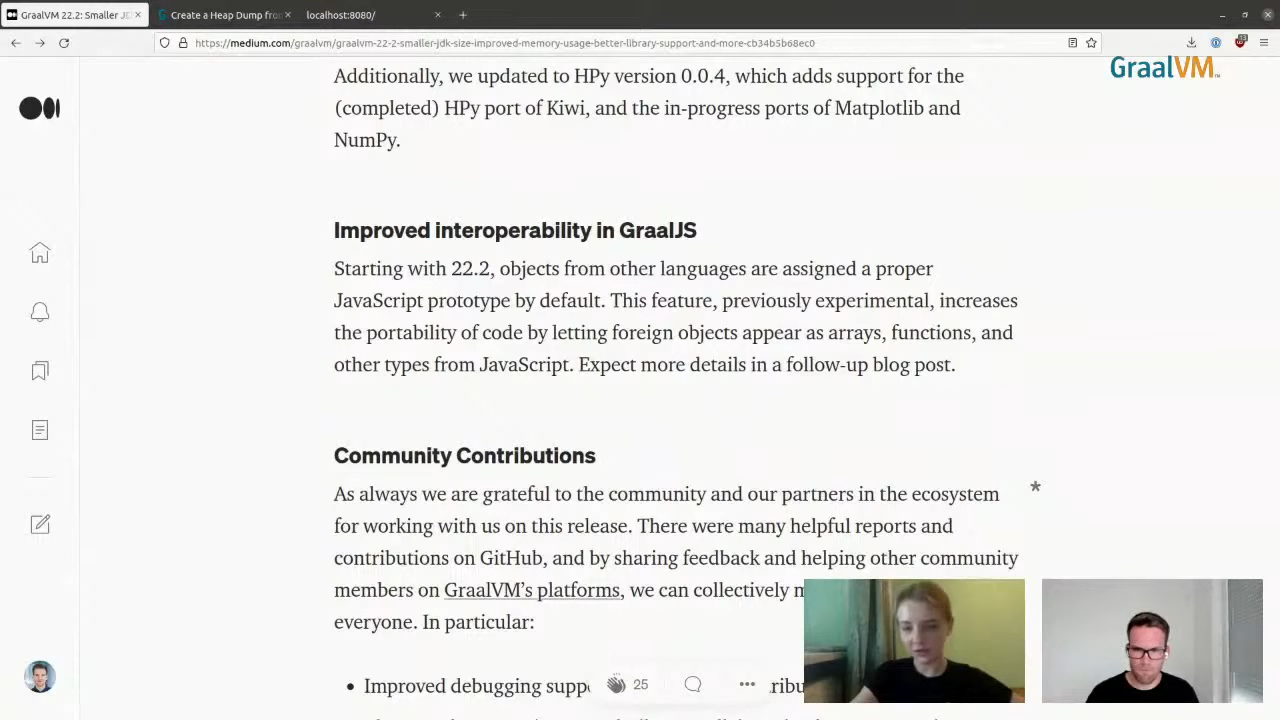 GraalVM 22.2: Smaller JD
Create a Heap Dump fro
localhost:8080/
https://medium.com/graalvm/graalvm-22-2-smaller-jdk-size-improved-memory-usage-better-library-support-and-more-cb34b5b68ec0
GraalVM
Additionally, we updated to HPy version 0.0.4, which adds support for the
(completed) HPy port of Kiwi, and the in-progress ports of Matplotlib and
NumPy.
Improved interoperability in GraalJS
Starting with 22.2, objects from other languages are assigned a proper
JavaScript prototype by default. This feature, previously experimental, increases
the portability of code by letting foreign objects appear as arrays, functions, and
other types from JavaScript. Expect more details in a follow-up blog post.
Community Contributions
As always we are grateful to the community and our partners in the ecosystem
*
for working with us on this release. There were many helpful reports and
contributions on GitHub, and by sharing feedback and helping other community
members on GraalVM's platforms, we can collectively m
everyone. In particular:
• Improved debugging suppo
25